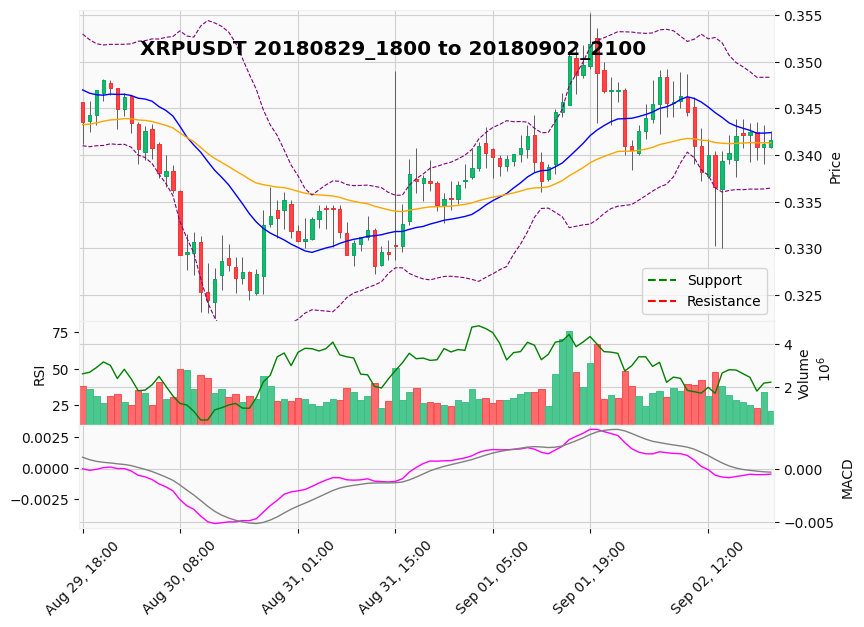 XRPUSDT 20180829_1800 to 20180902_2100
0.355
0.350
0.345
0.340
0.335
0.330
0.325
Price
Support
Resistance
75
50
25
RSI
4
2
Volume
10^6
0.0025
0.0000
−0.0025
0.000
−0.005
MACD
Aug 29, 18:00
Aug 30, 08:00
Aug 31, 01:00
Aug 31, 15:00
Sep 01, 05:00
Sep 01, 19:00
Sep 02, 12:00